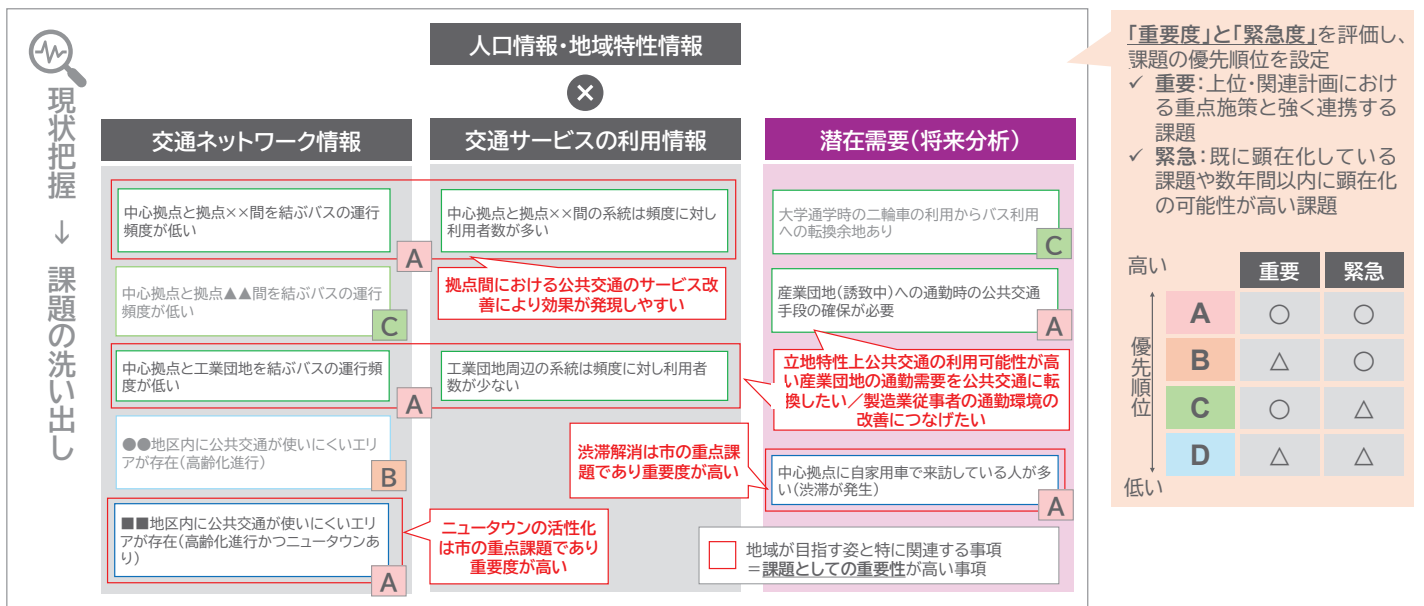 現状把握 → 課題の洗い出し
人口情報・地域特性情報
×
交通ネットワーク情報
交通サービスの利用情報
潜在需要(将来分析)
中心拠点と拠点××間を結ぶバスの運行
頻度が低い
中心拠点と拠点××間の系統は頻度に対し
利用者数が多い
A
拠点間における公共交通のサービス改
善により効果が発現しやすい
大学通学時の二輪車の利用からバス利用
への転換余地あり
C
中心拠点と拠点▲▲間を結ぶバスの運行
頻度が低い
C
産業団地(誘致中)への通勤時の公共交通
手段の確保が必要
A
中心拠点と工業団地を結ぶバスの運行頻
度が低い
工業団地周辺の系統は頻度に対し利用者
数が少ない
A
立地特性上公共交通の利用可能性が高
い産業団地の通勤需要を公共交通に転
換したい／製造業従事者の通勤環境の
改善につなげたい
●●地区内に公共交通が使いにくいエリ
アが存在(高齢化進行)
B
渋滞解消は市の重点課
題であり重要度が高い
中心拠点に自家用車で来訪している人が多
い(渋滞が発生)
A
■■地区内に公共交通が使いにくいエリ
アが存在(高齢化進行かつニュータウンあ
り)
A
ニュータウンの活性化
は市の重点課題であり
重要度が高い
地域が目指す姿と特に関連する事項
＝課題としての重要性が高い事項
「重要度」と「緊急度」を評価し、
課題の優先順位を設定
✓ 重要：上位・関連計画におけ
る重点施策と強く連携する
課題
✓ 緊急：既に顕在化している
課題や数年間以内に顕在化
の可能性が高い課題
高い
優先順位
低い
重要 緊急
A ○ ○
B △ ○
C ○ △
D △ △